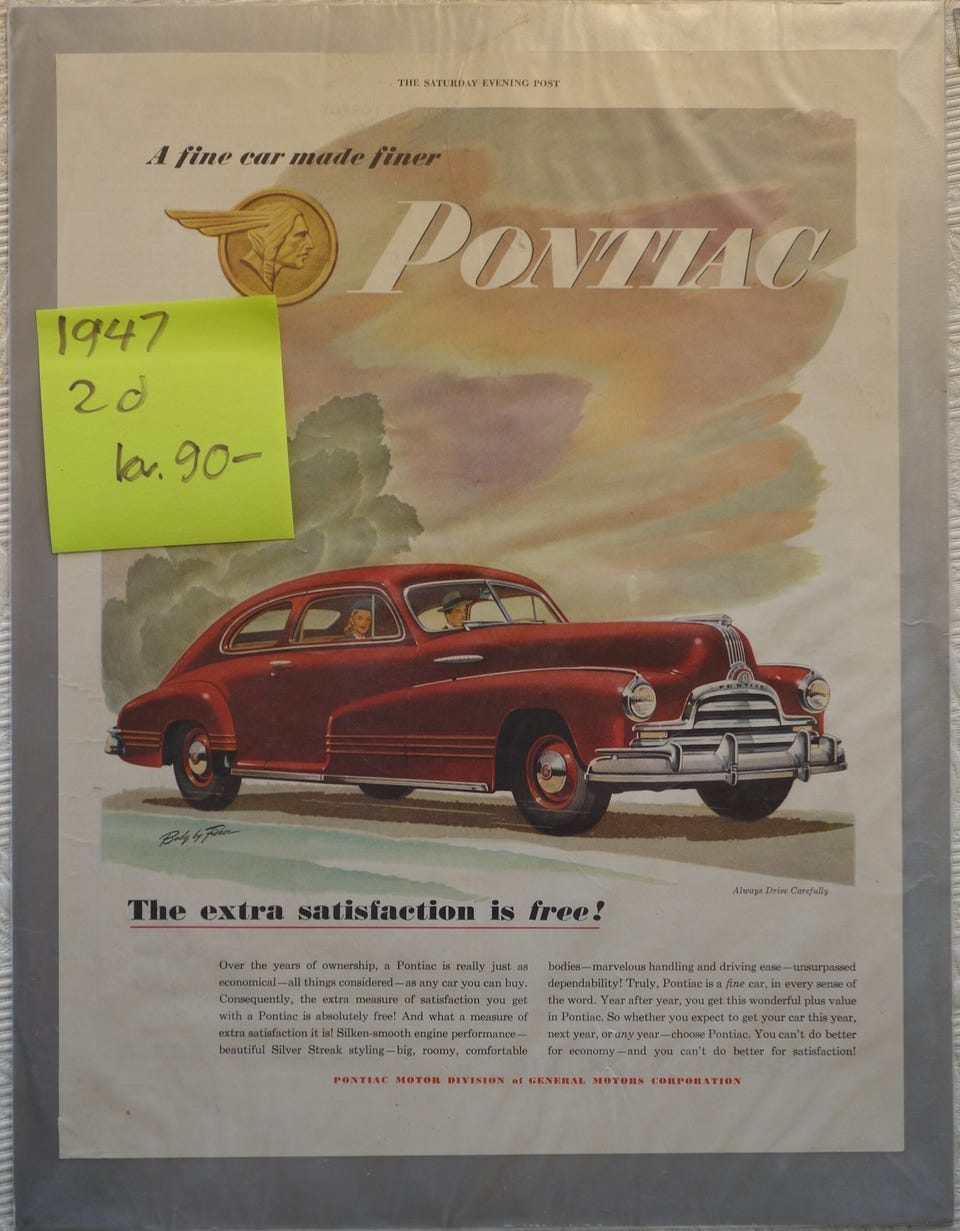 THE SATURDAY EVENING POST
A fine car made finer
PONTIAC
1947
2d
kr. 90-
PONTIAC
Body by Fisher
Always Drive Carefully
The extra satisfaction is free!
Over the years of ownership, a Pontiac is really just as
economical—all things considered—as any car you can buy.
Consequently, the extra measure of satisfaction you get
with a Pontiac is absolutely free! And what a measure of
extra satisfaction it is! Silken-smooth engine performance—
beautiful Silver Streak styling—big, roomy, comfortable
bodies—marvelous handling and driving ease—unsurpassed
dependability! Truly, Pontiac is a fine car, in every sense of
the word. Year after year, you get this wonderful plus value
in Pontiac. So whether you expect to get your car this year,
next year, or any year—choose Pontiac. You can't do better
for economy—and you can't do better for satisfaction!
PONTIAC MOTOR DIVISION of GENERAL MOTORS CORPORATION